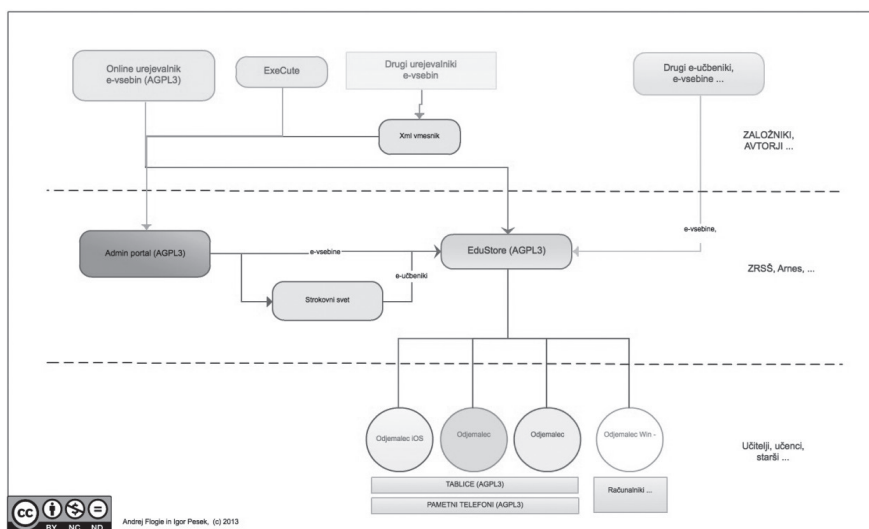 Online urejevalnik
e-vsebin (AGPL3)
ExeCute
Drugi urejevalniki
e-vsebin
Drugi e-učbeniki,
e-vsebine ...
Xml vmesnik
ZALOŽNIKI,
AVTORJI ...
Admin portal (AGPL3)
e-vsebine
EduStore (AGPL3)
e-vsebine,
e-učbeniki
Strokovni svet
ZRSŠ, Arnes, ...
Odjemalec iOS
Odjemalec
Odjemalec
Odjemalec Win -
Učitelji, učenci,
starši ...
TABLICE (AGPL3)
PAMETNI TELEFONI (AGPL3)
Računalniki ...
cc
BY NC ND
Andrej Flogie in Igor Pesek, (c) 2013